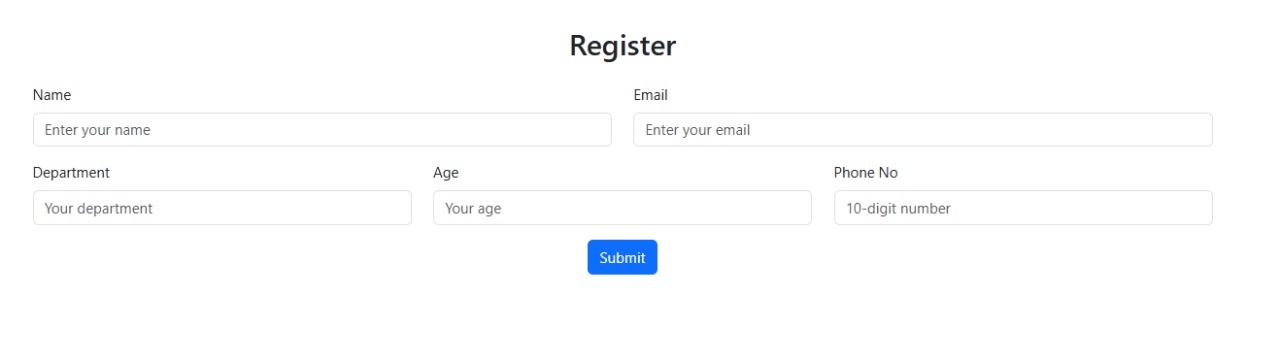 Register
Name Email
Enter your name Enter your email
Department Age Phone No
Your department Your age 10-digit number
Submit